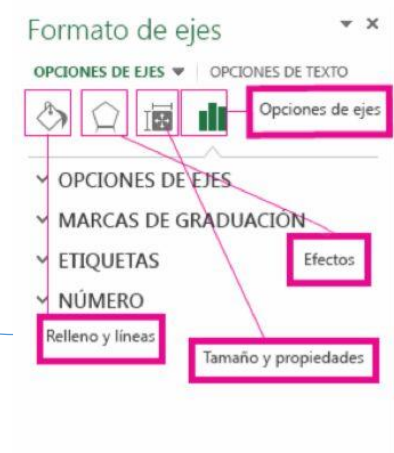 Formato de ejes
OPCIONES DE EJES OPCIONES DE TEXTO
Opciones de ejes
OPCIONES DE EJES
MARCAS DE GRADUACIÓN
ETIQUETAS
Efectos
NÚMERO
Relleno y líneas
Tamaño y propiedades